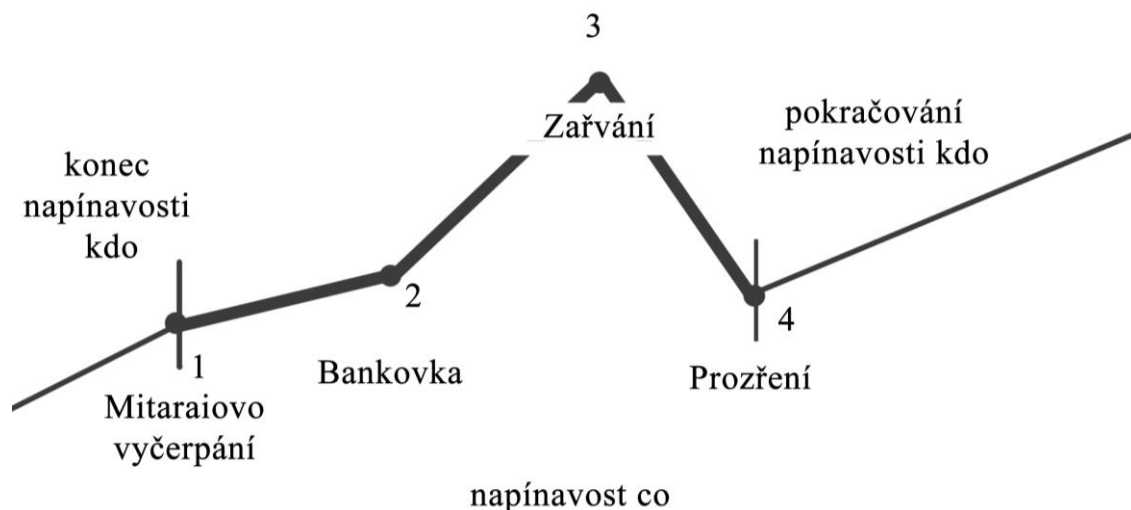 3
Zařvání
pokračování
napínavosti kdo
konec
napínavosti
kdo
2
4
1
Bankovka
Prozření
Mitaraiovo
vyčerpání
napínavost co